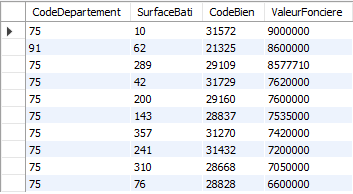 CodeDepartement SurfaceBati CodeBien ValeurFonciere
75 10 31572 9000000
91 62 21325 8600000
75 289 29109 8577710
75 42 31729 7620000
75 200 29160 7600000
75 143 28837 7535000
75 357 31270 7420000
75 241 31432 7200000
75 310 28668 7050000
75 76 28828 6600000